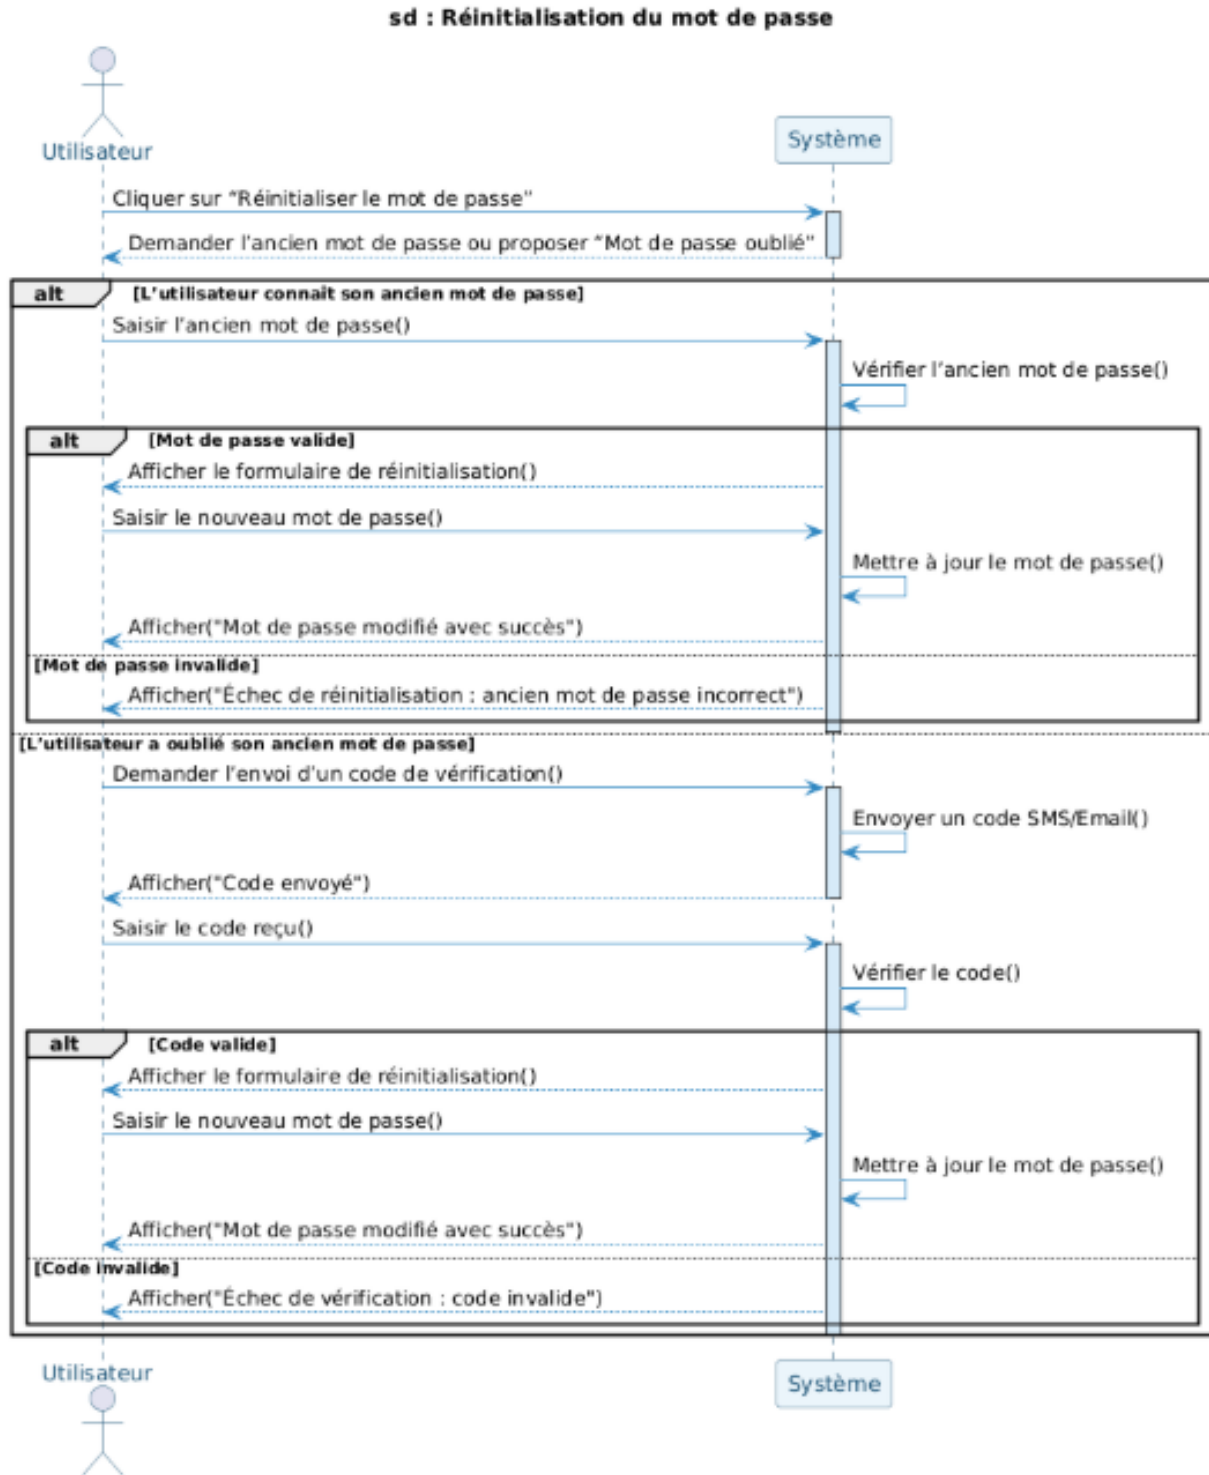 sd : Réinitialisation du mot de passe
Utilisateur
Système
Cliquer sur “Réinitialiser le mot de passe”
Demander l’ancien mot de passe ou proposer “Mot de passe oublié”
alt [L’utilisateur connaît son ancien mot de passe]
Saisir l’ancien mot de passe()
Vérifier l’ancien mot de passe()
alt [Mot de passe valide]
Afficher le formulaire de réinitialisation()
Saisir le nouveau mot de passe()
Mettre à jour le mot de passe()
Afficher("Mot de passe modifié avec succès")
[Mot de passe invalide]
Afficher("Échec de réinitialisation : ancien mot de passe incorrect")
[L’utilisateur a oublié son ancien mot de passe]
Demander l’envoi d’un code de vérification()
Envoyer un code SMS/Email()
Afficher("Code envoyé")
Saisir le code reçu()
Vérifier le code()
alt [Code valide]
Afficher le formulaire de réinitialisation()
Saisir le nouveau mot de passe()
Mettre à jour le mot de passe()
Afficher("Mot de passe modifié avec succès")
[Code invalide]
Afficher("Échec de vérification : code invalide")
Utilisateur
Système